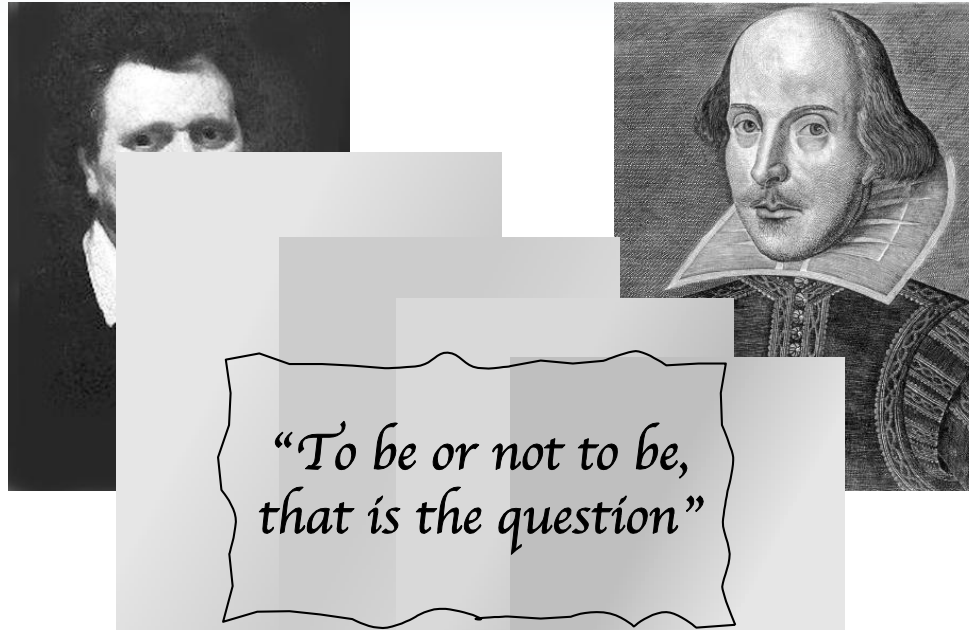 “To be or not to be,
that is the question”